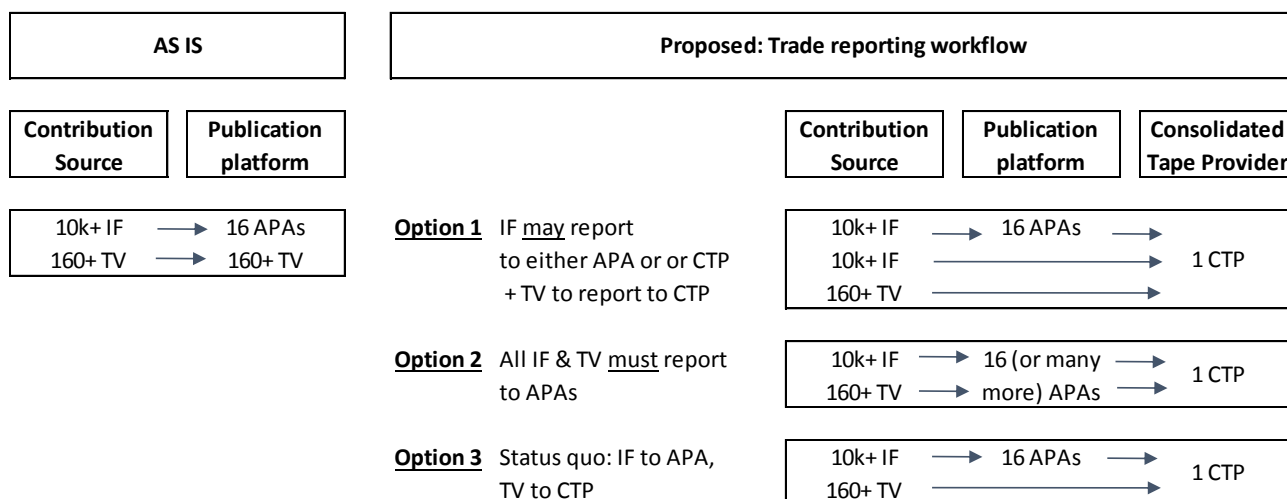 AS IS
Proposed: Trade reporting workflow
Contribution Source
Publication platform
Contribution Source
Publication platform
Consolidated Tape Provider
10k+ IF 16 APAs
160+ TV 160+ TV
Option 1 IF may report
to either APA or or CTP
+ TV to report to CTP
10k+ IF 16 APAs
10k+ IF
160+ TV
1 CTP
Option 2 All IF & TV must report
to APAs
10k+ IF 16 (or many
160+ TV more) APAs
1 CTP
Option 3 Status quo: IF to APA,
TV to CTP
10k+ IF 16 APAs
160+ TV
1 CTP